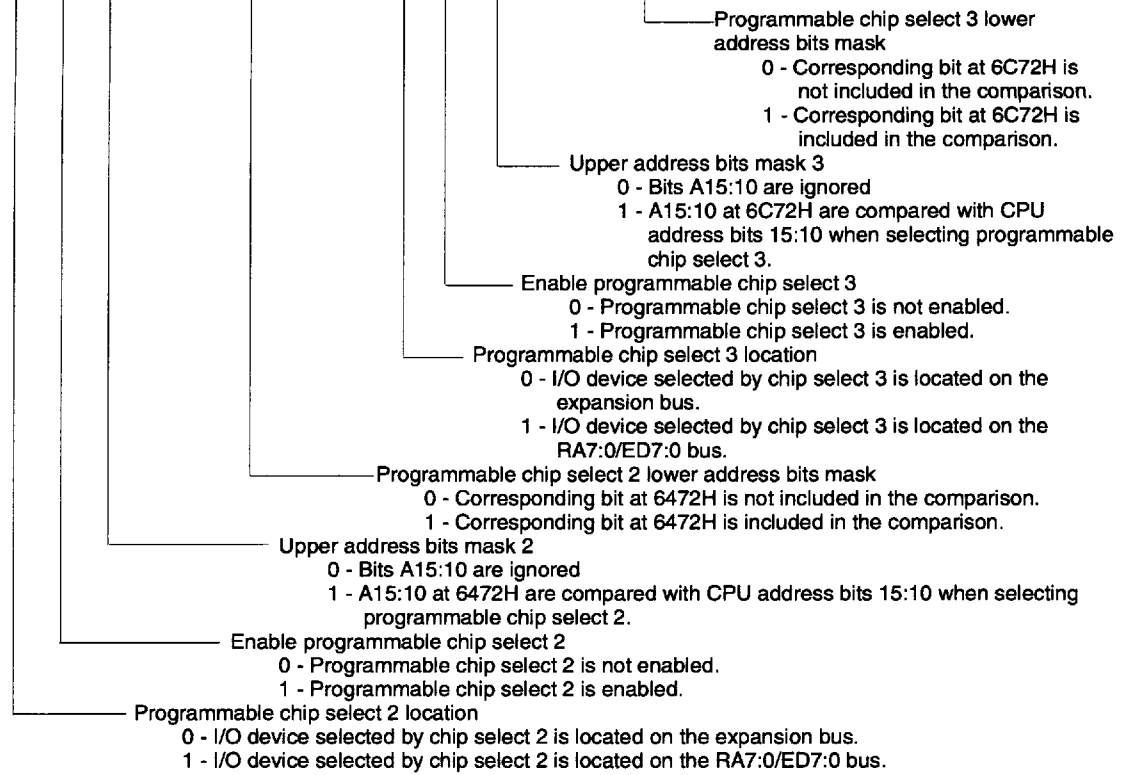 Programmable chip select 3 lower
address bits mask
0 - Corresponding bit at 6C72H is
not included in the comparison.
1 - Corresponding bit at 6C72H is
included in the comparison.
Upper address bits mask 3
0 - Bits A15:10 are ignored
1 - A15:10 at 6C72H are compared with CPU
address bits 15:10 when selecting programmable
chip select 3.
Enable programmable chip select 3
0 - Programmable chip select 3 is not enabled.
1 - Programmable chip select 3 is enabled.
Programmable chip select 3 location
0 - I/O device selected by chip select 3 is located on the
expansion bus.
1 - I/O device selected by chip select 3 is located on the
RA7:0/ED7:0 bus.
Programmable chip select 2 lower address bits mask
0 - Corresponding bit at 6472H is not included in the comparison.
1 - Corresponding bit at 6472H is included in the comparison.
Upper address bits mask 2
0 - Bits A15:10 are ignored
1 - A15:10 at 6472H are compared with CPU address bits 15:10 when selecting
programmable chip select 2.
Enable programmable chip select 2
0 - Programmable chip select 2 is not enabled.
1 - Programmable chip select 2 is enabled.
Programmable chip select 2 location
0 - I/O device selected by chip select 2 is located on the expansion bus.
1 - I/O device selected by chip select 2 is located on the RA7:0/ED7:0 bus.